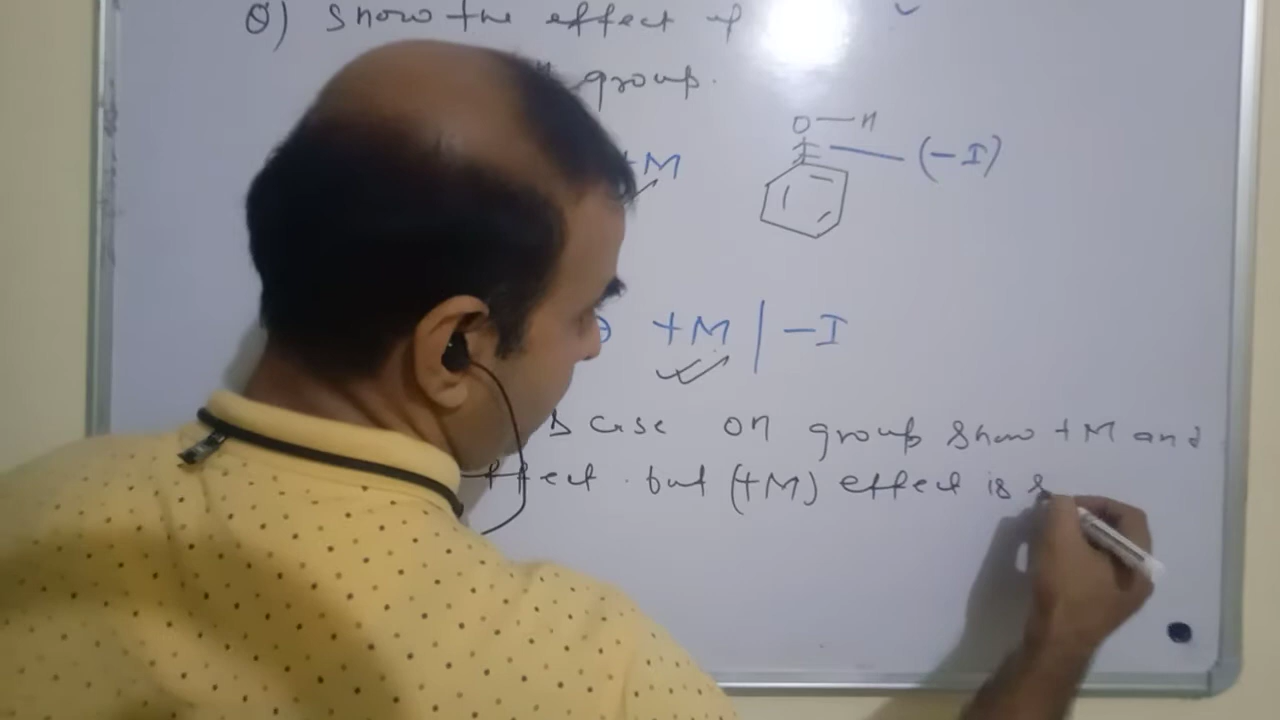 Q) Show the effect of
group.
O—H
+M
(-I)
+M | -I
case OH group show +M and
effect. but (+M) effect is s